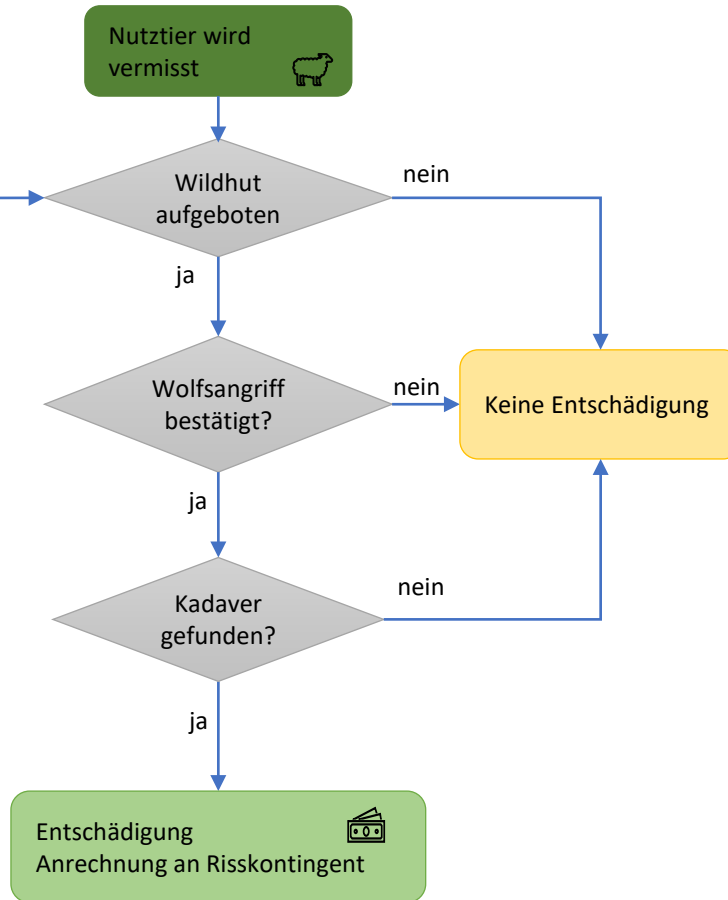 Nutztier wird
vermisst
nein
Wildhut
aufgeboten
ja
nein
Wolfsangriff
bestätigt?
Keine Entschädigung
ja
nein
Kadaver
gefunden?
ja
Entschädigung
Anrechnung an Risskontingent